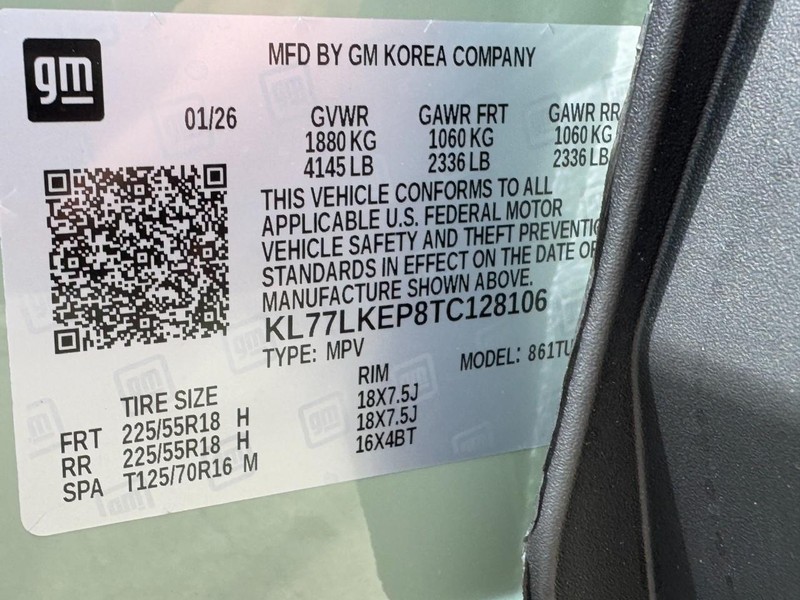 gm
MFD BY GM KOREA COMPANY
01/26 GVWR GAWR FRT GAWR RR
1880 KG 1060 KG 1060 KG
4145 LB 2336 LB 2336 LB
THIS VEHICLE CONFORMS TO ALL
APPLICABLE U.S. FEDERAL MOTOR
VEHICLE SAFETY AND THEFT PREVENTIO
STANDARDS IN EFFECT ON THE DATE OF
MANUFACTURE SHOWN ABOVE.
KL77LKEP8TC128106
TYPE: MPV MODEL: 861TU
TIRE SIZE RIM
FRT 225/55R18 H 18X7.5J
RR 225/55R18 H 18X7.5J
SPA T125/70R16 M 16X4BT